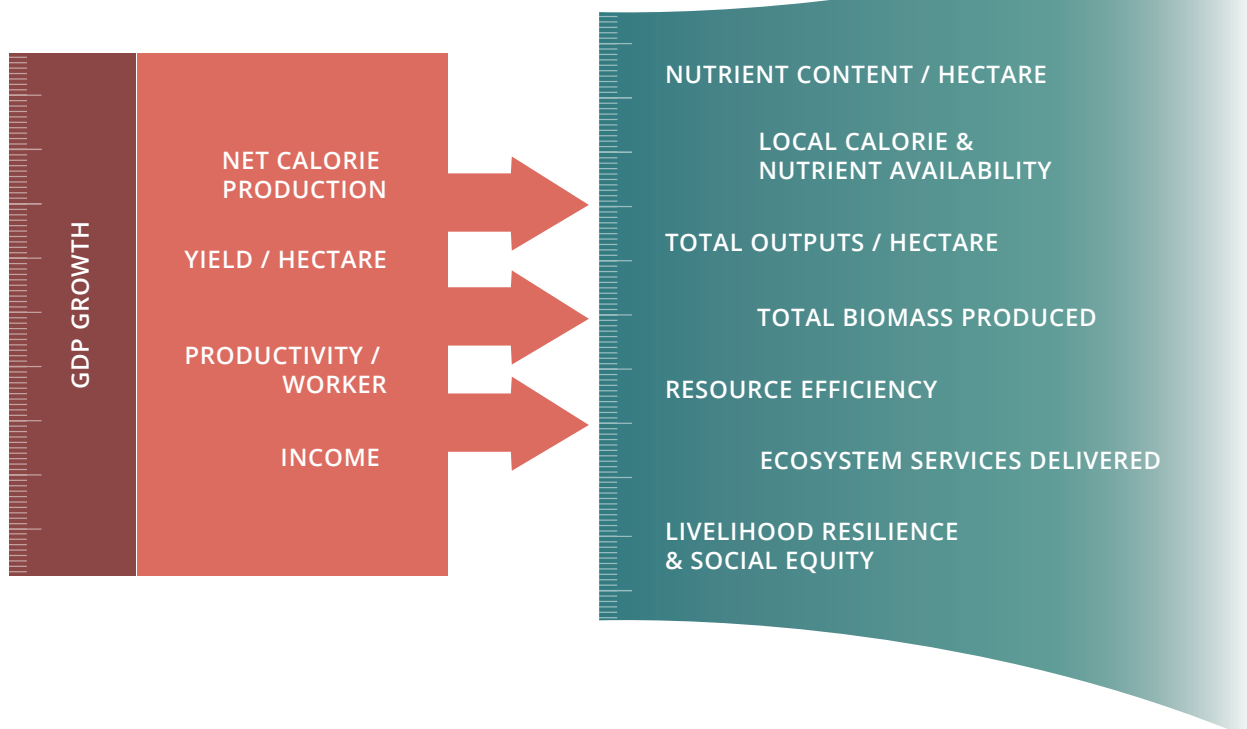 GDP GROWTH
NET CALORIE
PRODUCTION
YIELD / HECTARE
PRODUCTIVITY /
WORKER
INCOME
NUTRIENT CONTENT / HECTARE
LOCAL CALORIE &
NUTRIENT AVAILABILITY
TOTAL OUTPUTS / HECTARE
TOTAL BIOMASS PRODUCED
RESOURCE EFFICIENCY
ECOSYSTEM SERVICES DELIVERED
LIVELIHOOD RESILIENCE
& SOCIAL EQUITY